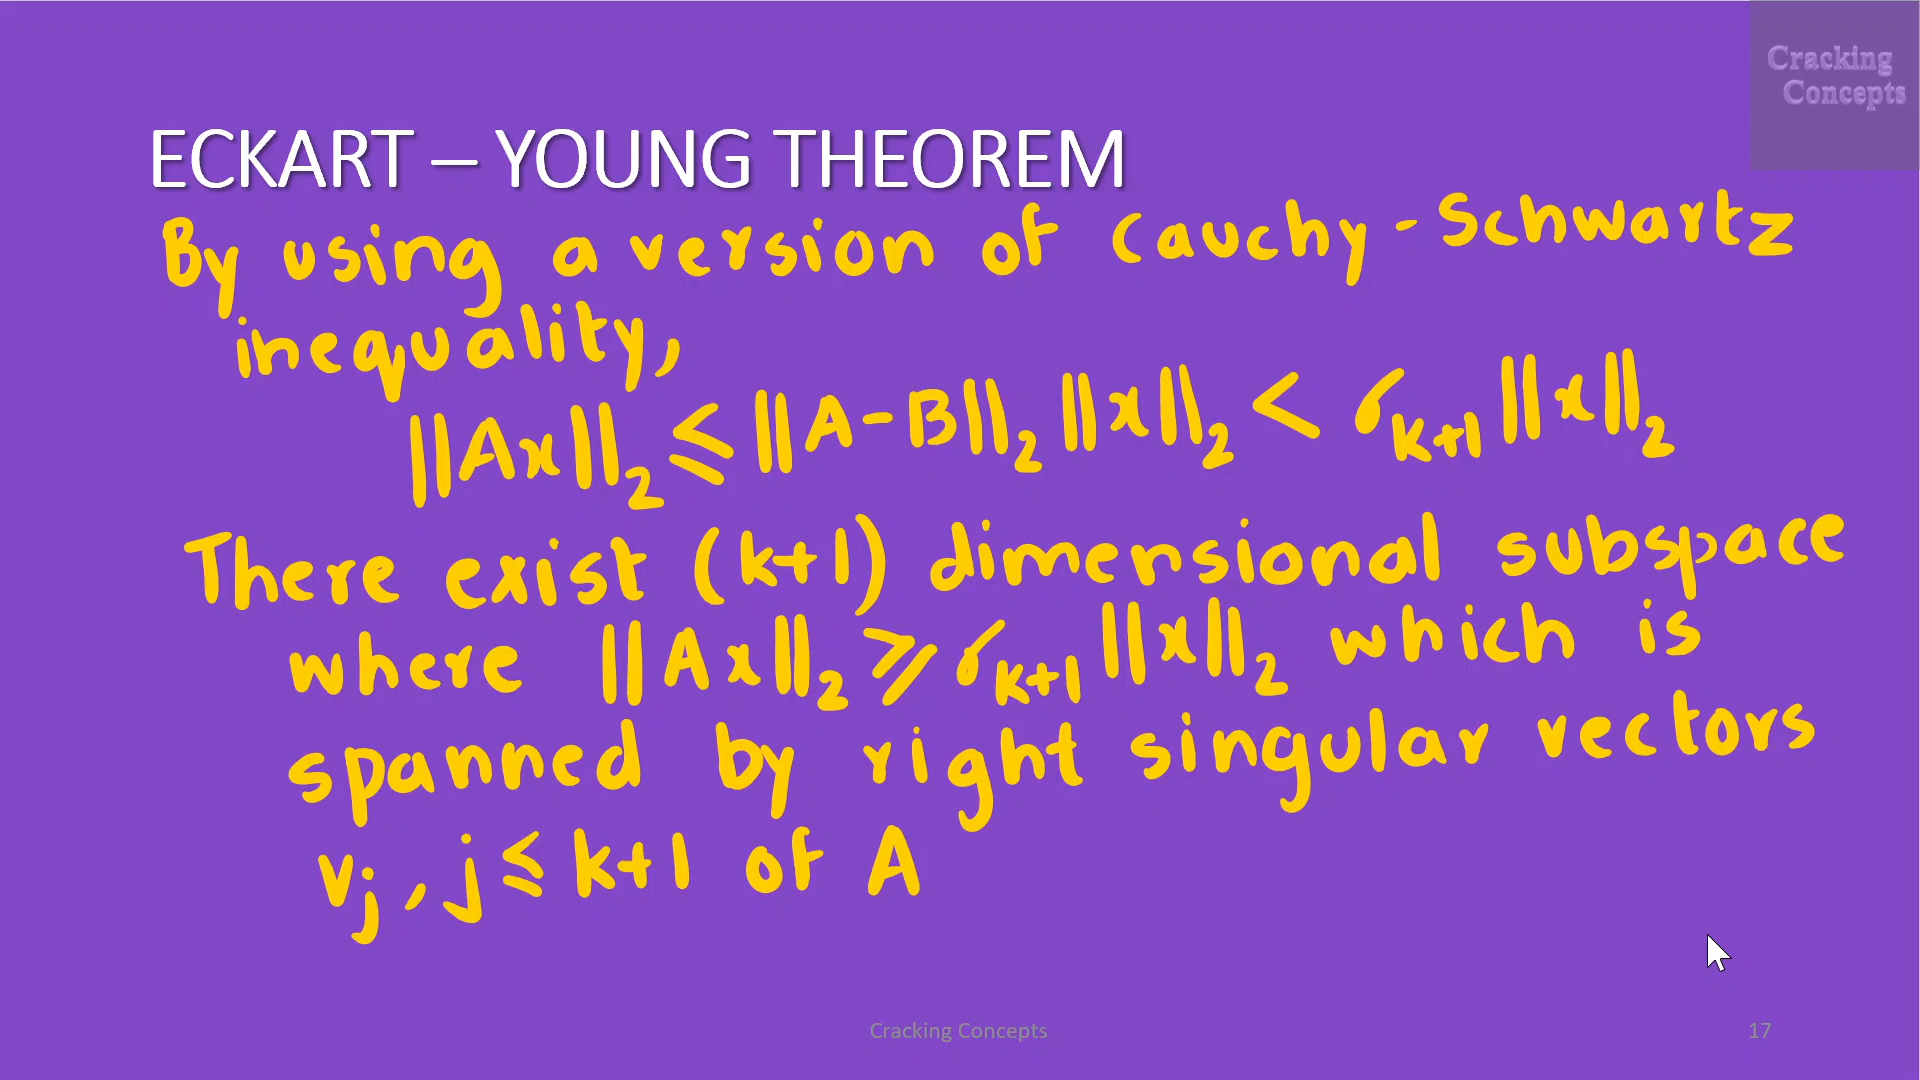 Cracking
Concepts
ECKART – YOUNG THEOREM
By using a version of Cauchy-Schwartz
inequality,
||Ax||₂ ≤ ||A-B||₂ ||x||₂ < σₖ₊₁ ||x||₂
There exist (k+1) dimensional subspace
where ||Ax||₂ ⩾ σₖ₊₁ ||x||₂ which is
spanned by right singular vectors
vⱼ, j ≤ k+1 of A
Cracking Concepts
17